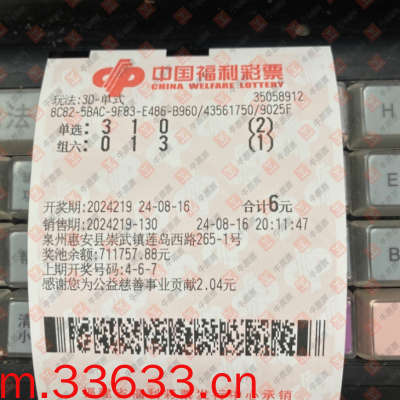 中国福利彩票
CHINA WELFARE LOTTERY
玩法:3D-单式 35058912
8C82-5BAC-9F83-E486-B960/43561750/9025F
单选: 3 1 0 (2)
组六: 0 1 3 (1)
开奖期:2024219 24-08-16 合计6元
销售期:2024219-130 24-08-16 20:11:47
泉州惠安县崇武镇莲岛西路265-1号
奖池余额:711757.88元
上期开奖号码:4-6-7
感谢您为公益慈善事业贡献2.04元
m.33633.cn